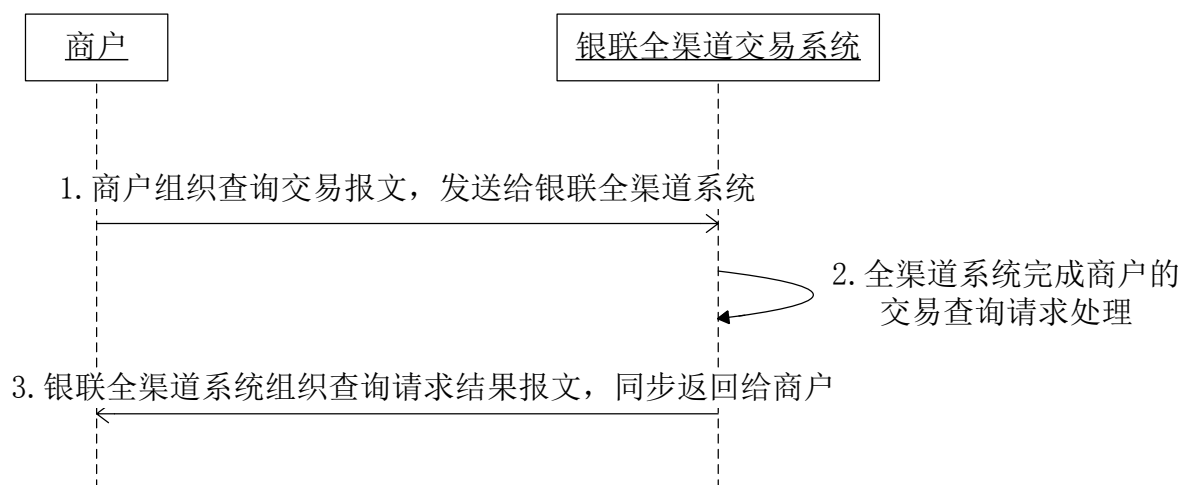 商户
银联全渠道交易系统
1.商户组织查询交易报文，发送给银联全渠道系统
2.全渠道系统完成商户的
交易查询请求处理
3.银联全渠道系统组织查询请求结果报文，同步返回给商户